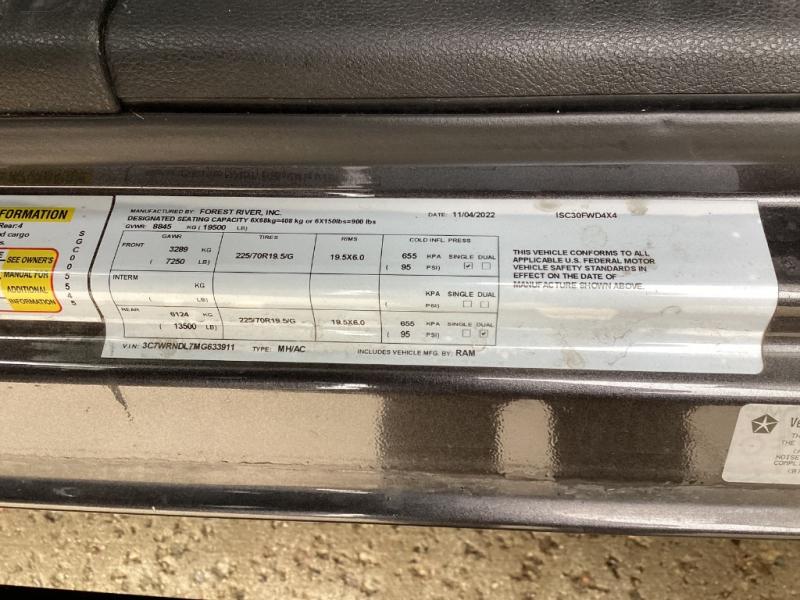 FORMATION
Rear:4
d cargo
s.
E
SEE OWNER'S
MANUAL FOR
ADDITIONAL
INFORMATION
SGC005545
MANUFACTURED BY: FOREST RIVER, INC. DATE: 11/04/2022 ISC30FWD4X4
DESIGNATED SEATING CAPACITY 6X68kg=408 kg or 6X150lbs=900 lbs
GVWR: 8845 KG ( 19500 LB)
GAWR TIRES RIMS COLD INFL. PRESS
FRONT 3289 KG 225/70R19.5/G 19.5X6.0 655 KPA SINGLE DUAL
( 7250 LB) ( 95 PSI)
INTERM KG KPA SINGLE DUAL
( LB) ( PSI)
REAR 6124 KG 225/70R19.5/G 19.5X6.0 655 KPA SINGLE DUAL
( 13500 LB) ( 95 PSI)
THIS VEHICLE CONFORMS TO ALL
APPLICABLE U.S. FEDERAL MOTOR
VEHICLE SAFETY STANDARDS IN
EFFECT ON THE DATE OF
MANUFACTURE SHOWN ABOVE.
V.I.N: 3C7WRNDL7MG633911 TYPE: MH/AC INCLUDES VEHICLE MFG. BY: RAM
VE
TH
THE
NOISE
COMPL